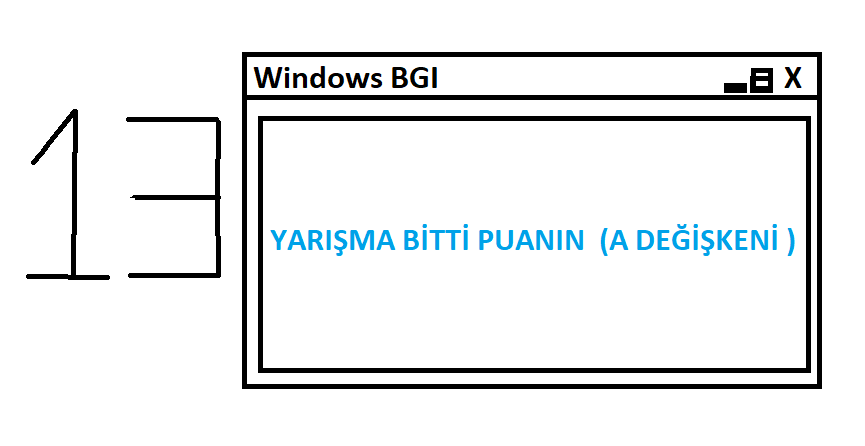 13
Windows BGI X
YARIŞMA BİTTİ PUANIN (A DEĞİŞKENİ )